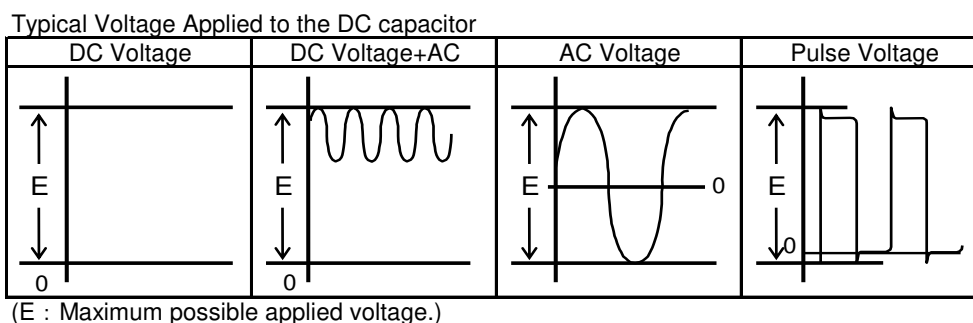 Typical Voltage Applied to the DC capacitor
DC Voltage DC Voltage+AC AC Voltage Pulse Voltage
E E E E
0 0
0 0
(E : Maximum possible applied voltage.)